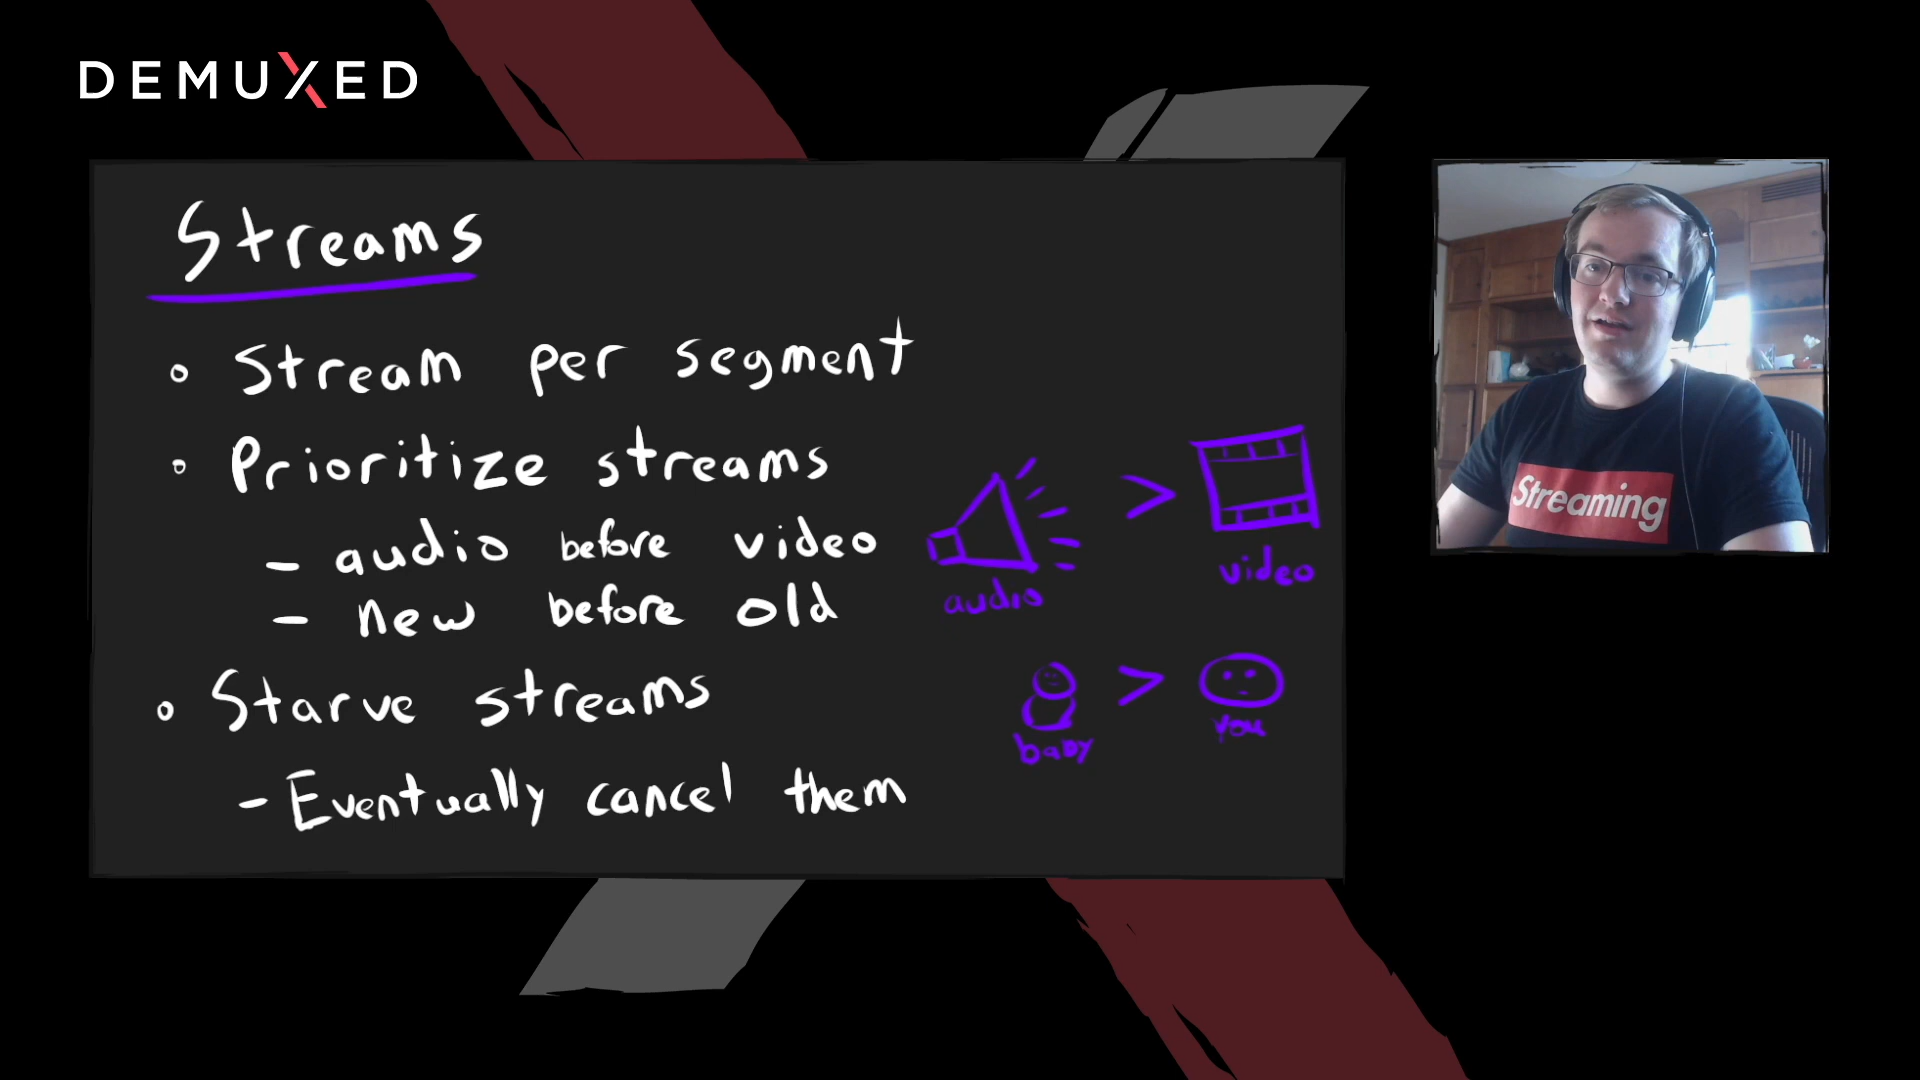 DEMUXED
Streams
Stream per segment
Prioritize streams
- audio before video
- new before old
audio > video
baby > you
Starve streams
- Eventually cancel them
Streaming